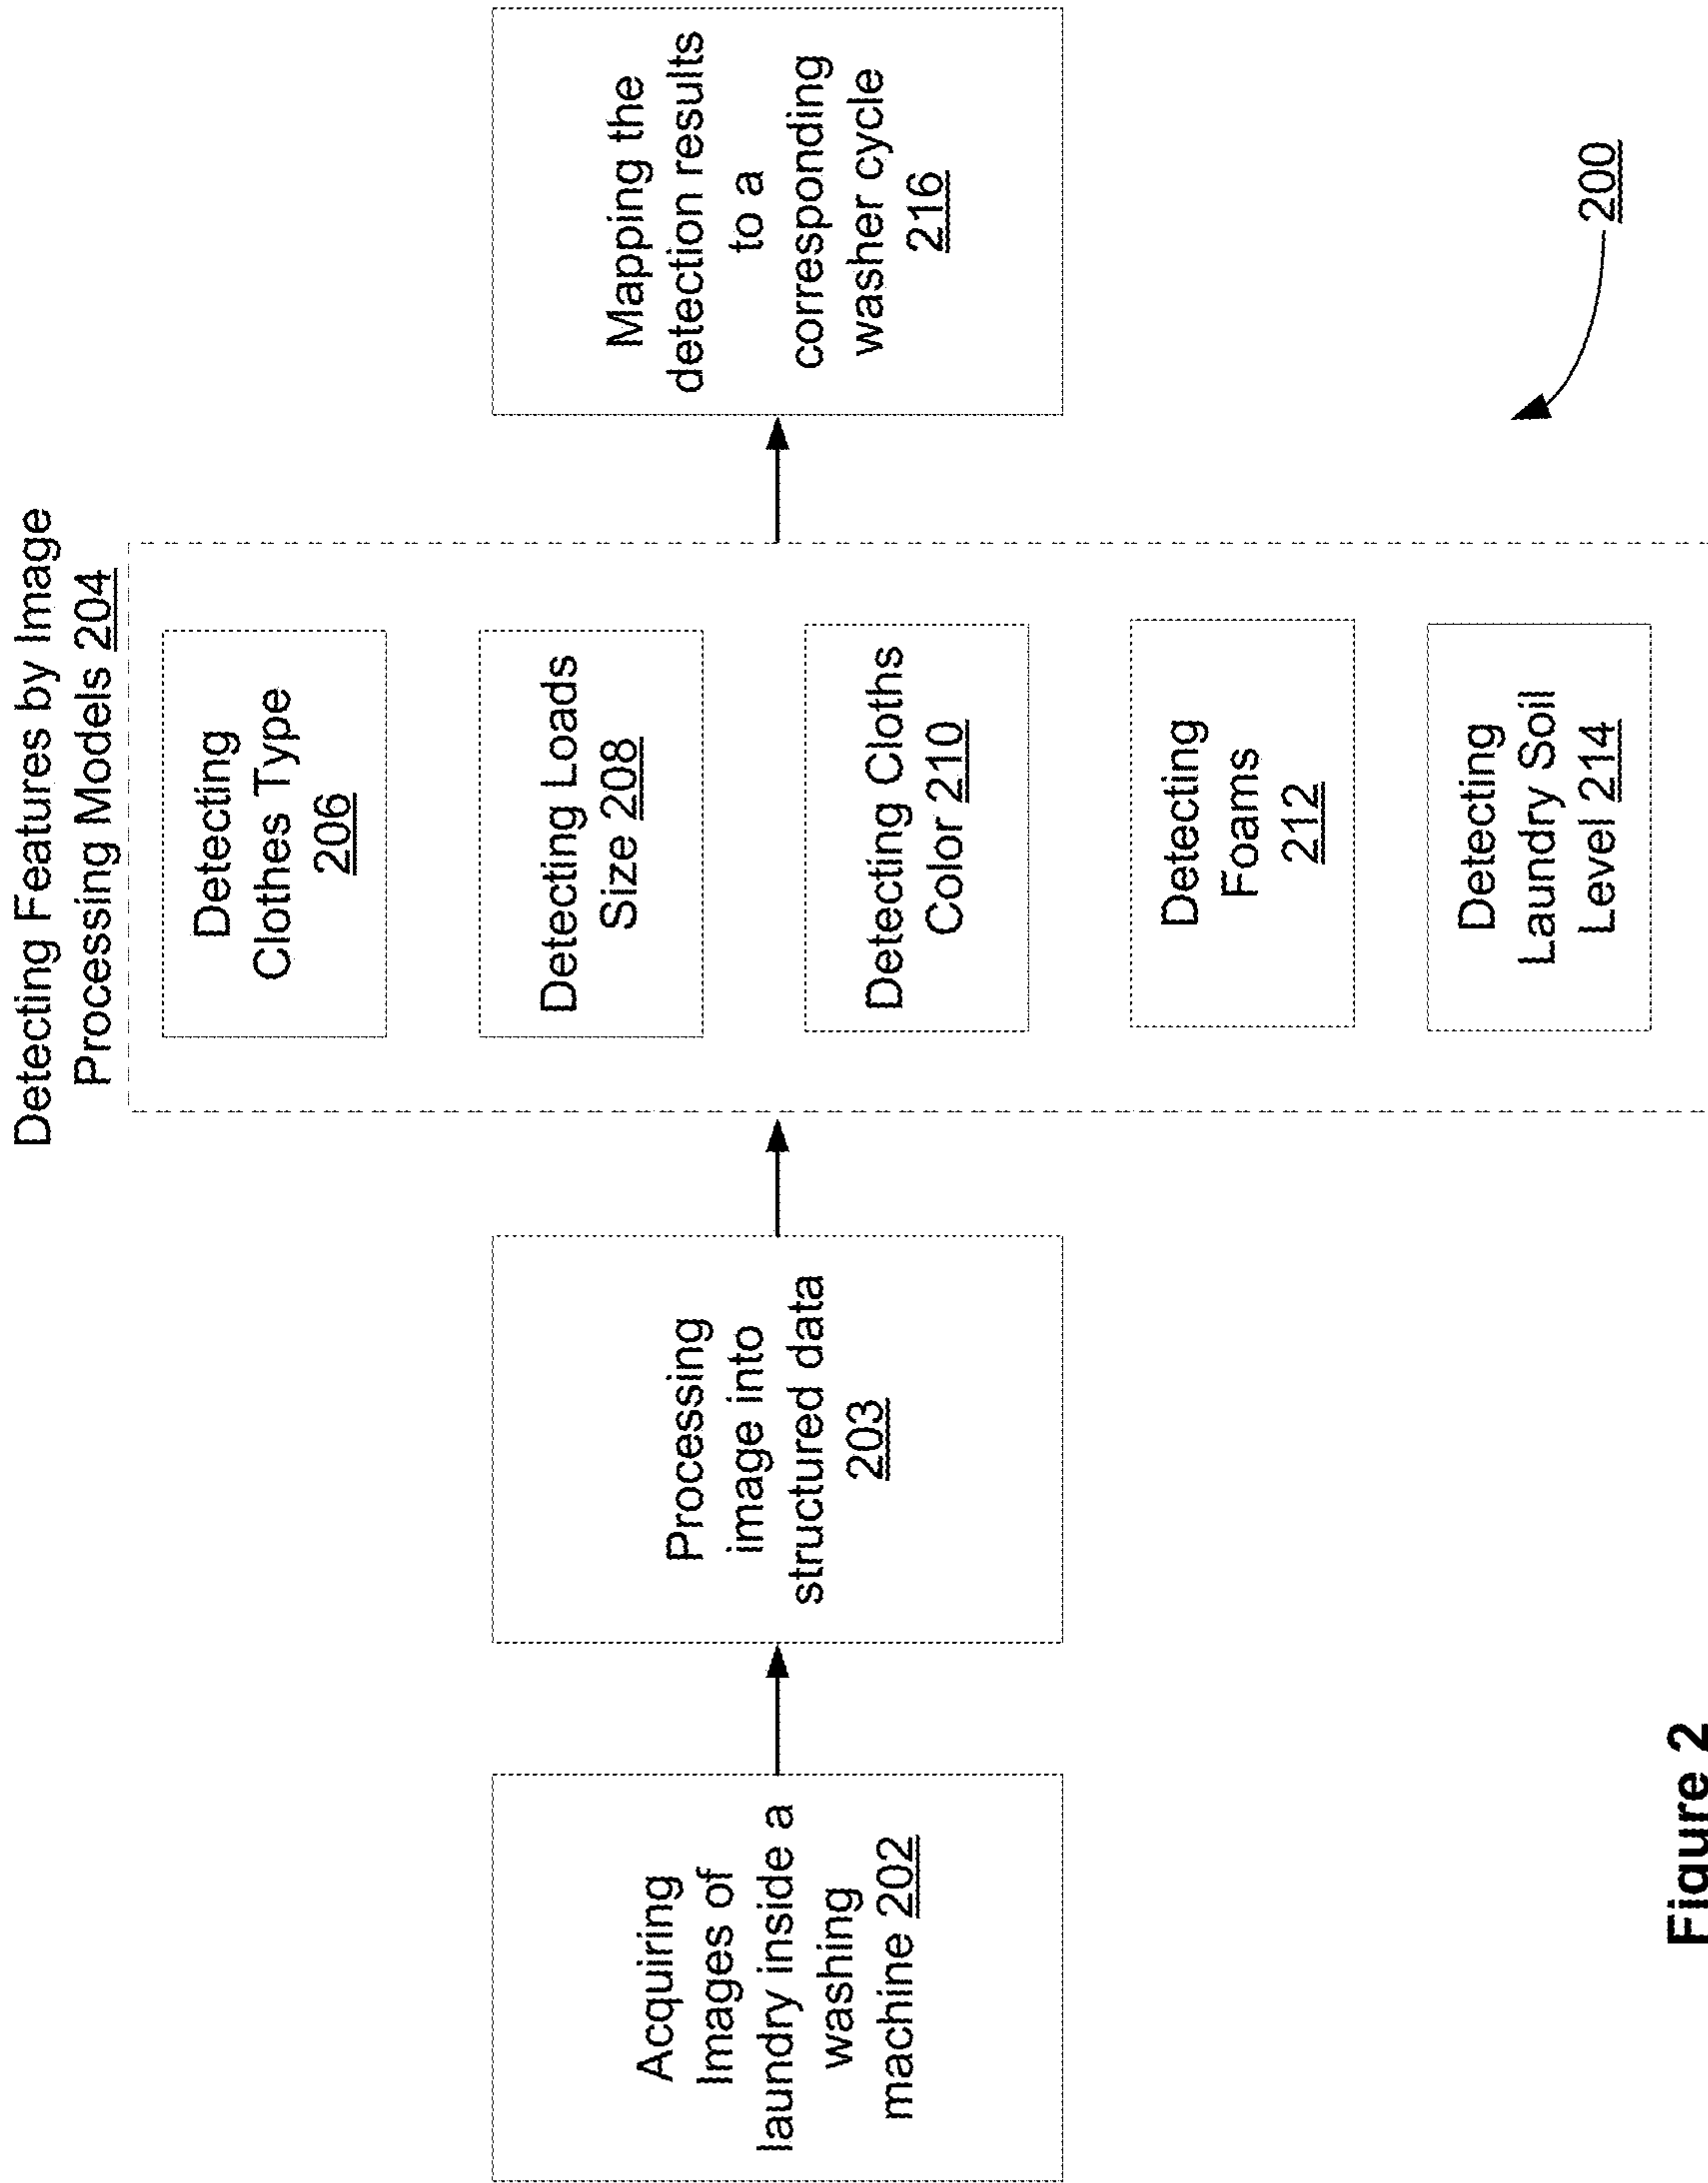 Detecting Features by Image
Processing Models 204
Acquiring
Images of
laundry inside a
washing
machine 202
Processing
image into
structured data
203
Detecting
Clothes Type
206
Detecting Loads
Size 208
Detecting Cloths
Color 210
Detecting
Foams
212
Detecting
Laundry Soil
Level 214
Mapping the
detection results
to a
corresponding
washer cycle
216
200
Figure 2